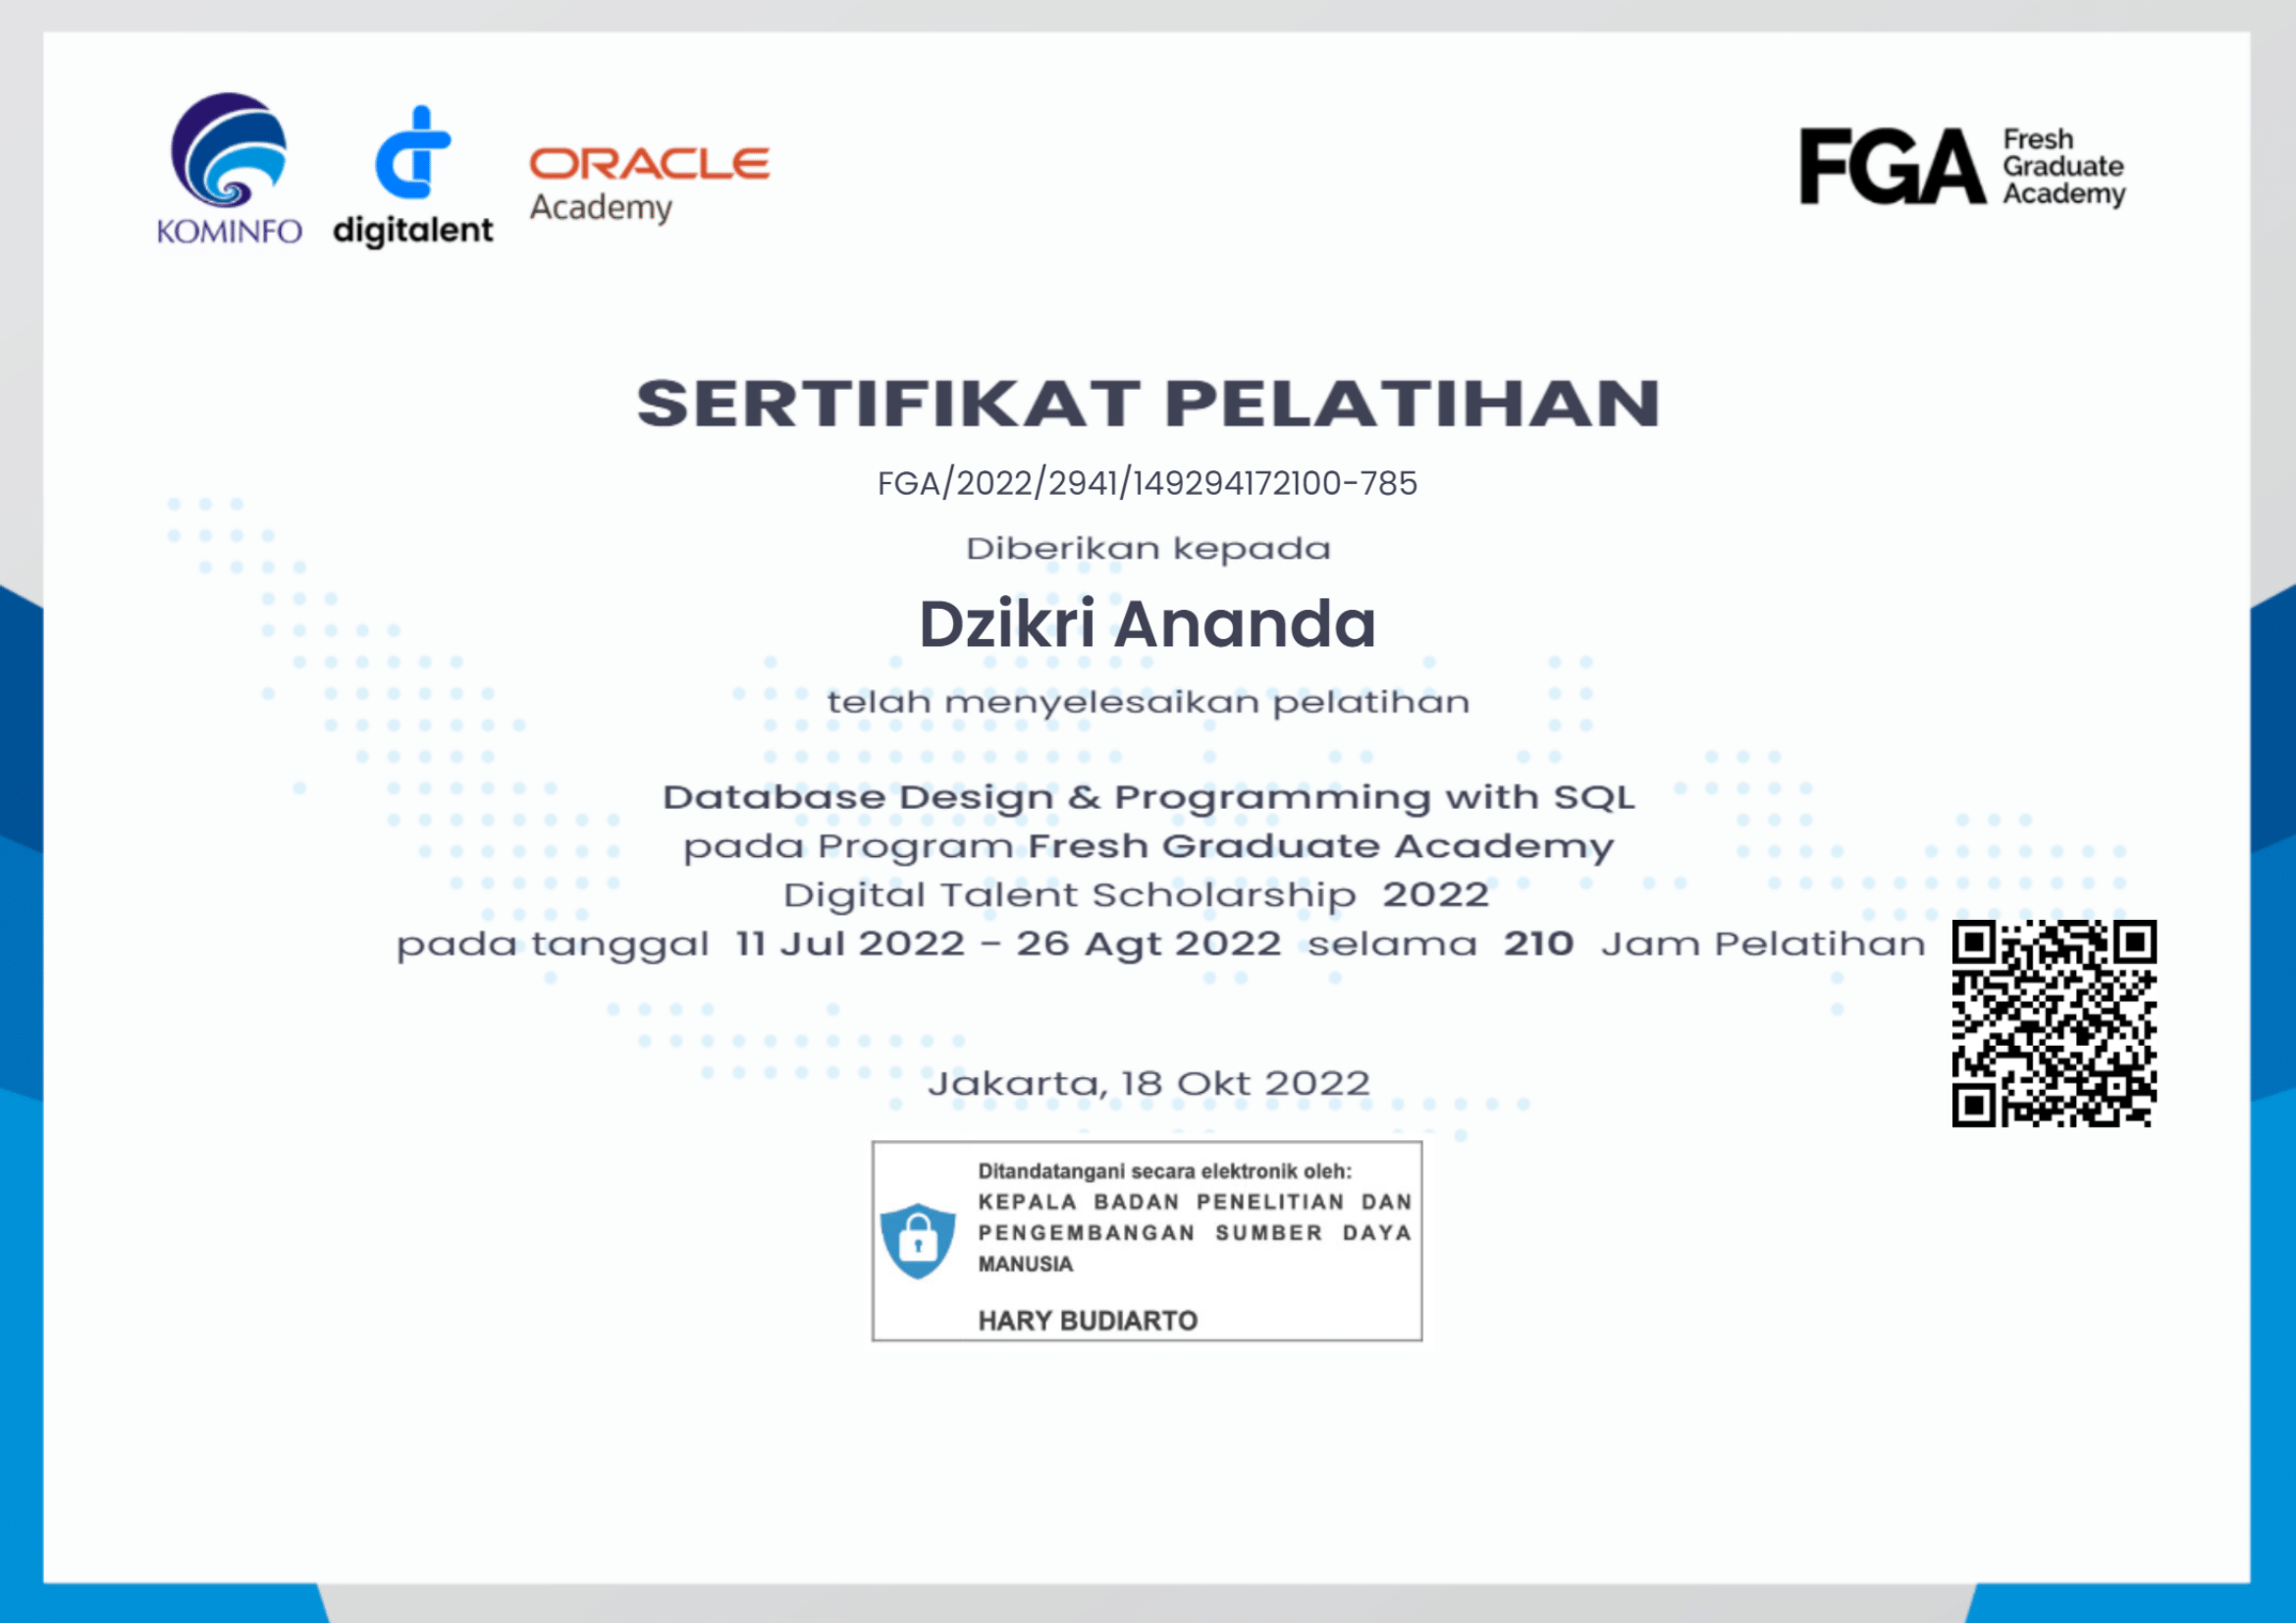 KOMINFO
digitalent
ORACLE
Academy
FGA
Fresh
Graduate
Academy
SERTIFIKAT PELATIHAN
FGA/2022/2941/149294172100-785
Diberikan kepada
Dzikri Ananda
telah menyelesaikan pelatihan
Database Design & Programming with SQL
pada Program Fresh Graduate Academy
Digital Talent Scholarship 2022
pada tanggal 11 Jul 2022 - 26 Agt 2022 selama 210 Jam Pelatihan
Jakarta, 18 Okt 2022
Ditandatangani secara elektronik oleh:
KEPALA BADAN PENELITIAN DAN
PENGEMBANGAN SUMBER DAYA
MANUSIA
HARY BUDIARTO